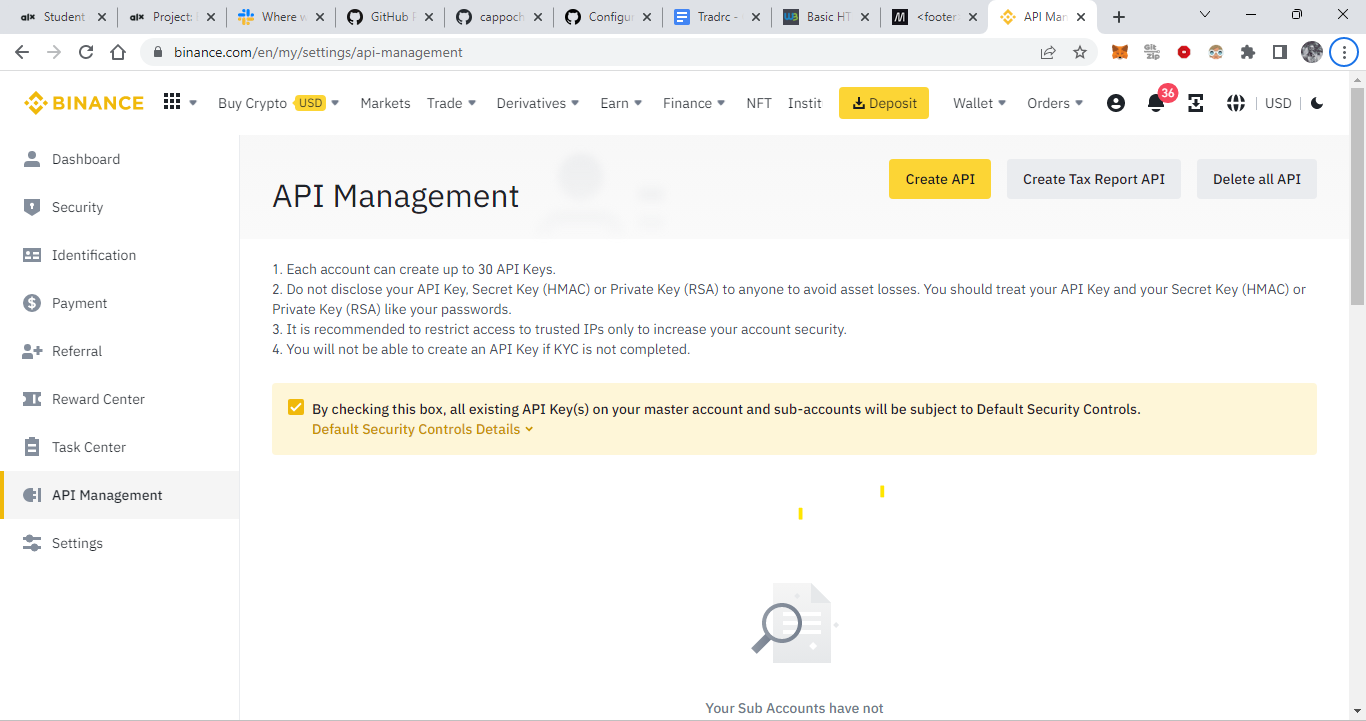 Student
Project:
Where w
GitHub
cappoch
Configur
Tradrc -
Basic HT
<footer
API Man
binance.com/en/my/settings/api-management
BINANCE
Buy Crypto USD Markets Trade Derivatives Earn Finance NFT Instit Deposit Wallet Orders 36 USD
Dashboard
Security
Identification
Payment
Referral
Reward Center
Task Center
API Management
Settings
API Management
Create API
Create Tax Report API
Delete all API
1. Each account can create up to 30 API Keys.
2. Do not disclose your API Key, Secret Key (HMAC) or Private Key (RSA) to anyone to avoid asset losses. You should treat your API Key and your Secret Key (HMAC) or
Private Key (RSA) like your passwords.
3. It is recommended to restrict access to trusted IPs only to increase your account security.
4. You will not be able to create an API Key if KYC is not completed.
By checking this box, all existing API Key(s) on your master account and sub-accounts will be subject to Default Security Controls.
Default Security Controls Details
Your Sub Accounts have not